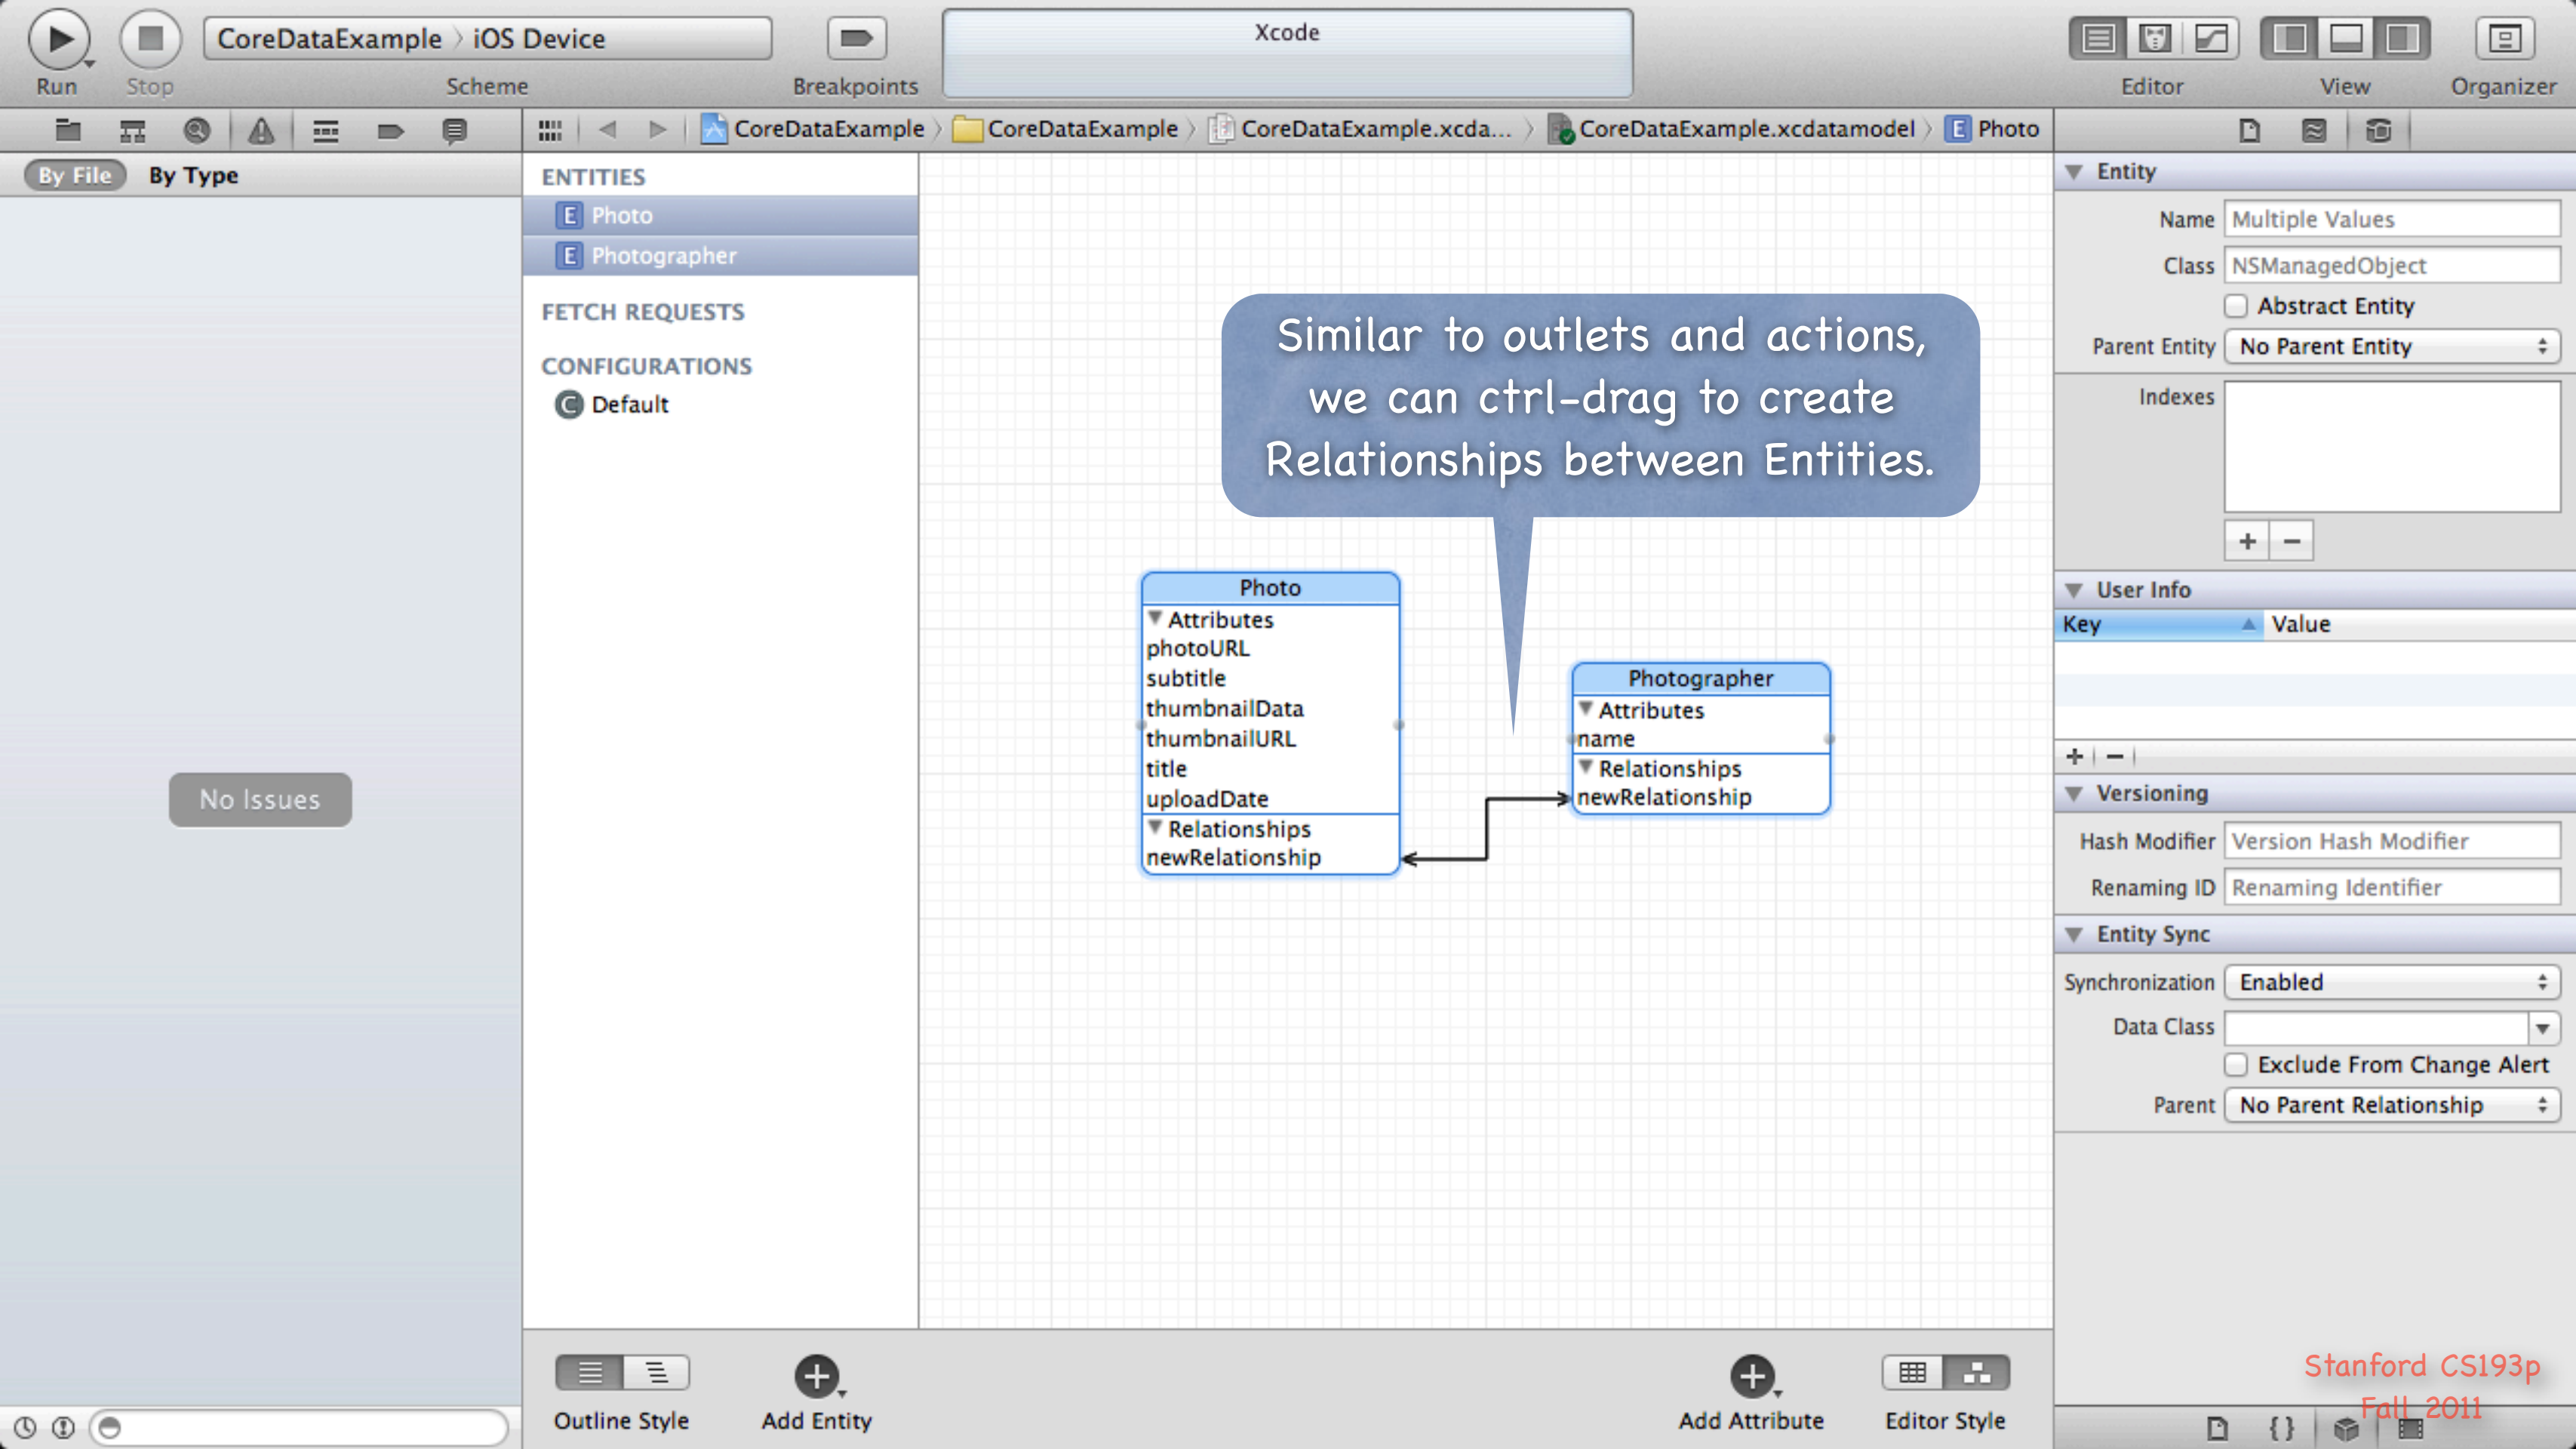 CoreDataExample 〉 iOS Device
Xcode
Run
Stop
Scheme
Breakpoints
Editor
View
Organizer
CoreDataExample 〉 CoreDataExample 〉 CoreDataExample.xcda... 〉 CoreDataExample.xcdatamodel 〉 E Photo
By File
By Type
No Issues
ENTITIES
E Photo
E Photographer
FETCH REQUESTS
CONFIGURATIONS
C Default
Similar to outlets and actions,
we can ctrl-drag to create
Relationships between Entities.
Photo
Attributes
photoURL
subtitle
thumbnailData
thumbnailURL
title
uploadDate
Relationships
newRelationship
Photographer
Attributes
name
Relationships
newRelationship
Outline Style
Add Entity
Add Attribute
Editor Style
Entity
Name Multiple Values
Class NSManagedObject
Abstract Entity
Parent Entity No Parent Entity
Indexes
User Info
Key Value
Versioning
Hash Modifier Version Hash Modifier
Renaming ID Renaming Identifier
Entity Sync
Synchronization Enabled
Data Class
Exclude From Change Alert
Parent No Parent Relationship
Stanford CS193p
Fall 2011
{ }